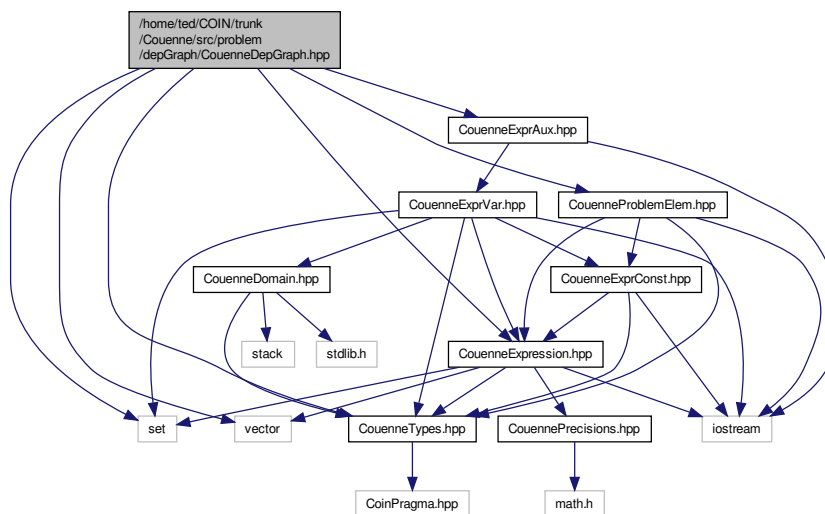 /home/ted/COIN/trunk
/Couenne/src/problem
/depGraph/CouenneDepGraph.hpp
CouenneExprAux.hpp
CouenneExprVar.hpp
CouenneProblemElem.hpp
CouenneDomain.hpp
CouenneExprConst.hpp
stack
stdlib.h
CouenneExpression.hpp
set
vector
CouenneTypes.hpp
CouennePrecisions.hpp
iostream
CoinPragma.hpp
math.h